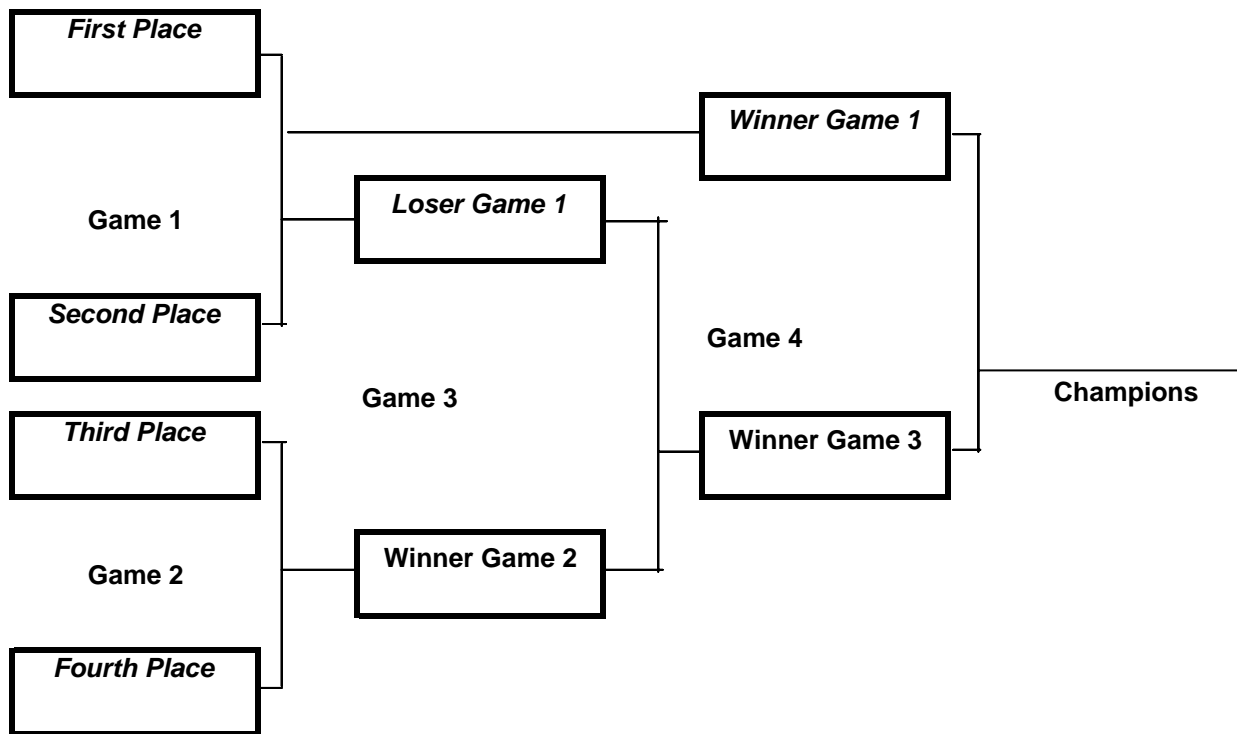 First Place
Winner Game 1
Loser Game 1
Game 1
Second Place
Game 4
Game 3
Champions
Third Place
Winner Game 3
Winner Game 2
Game 2
Fourth Place